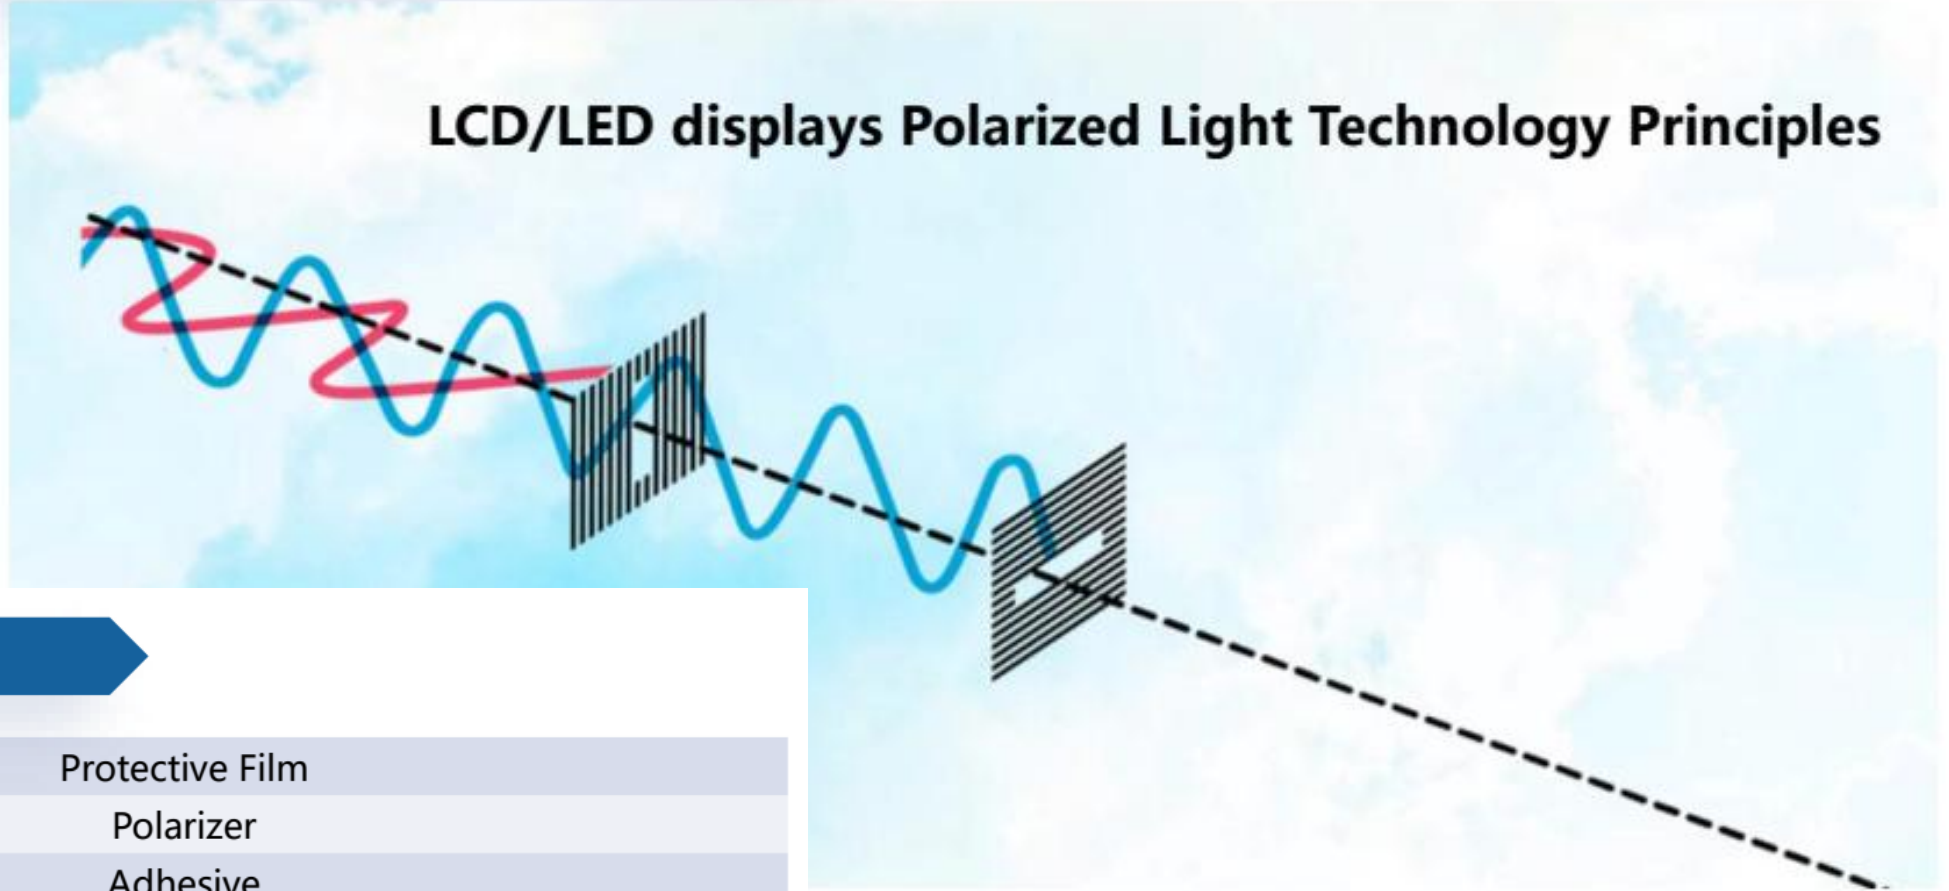 LCD/LED displays Polarized Light Technology Principles
Protective Film
Polarizer
Adhesive